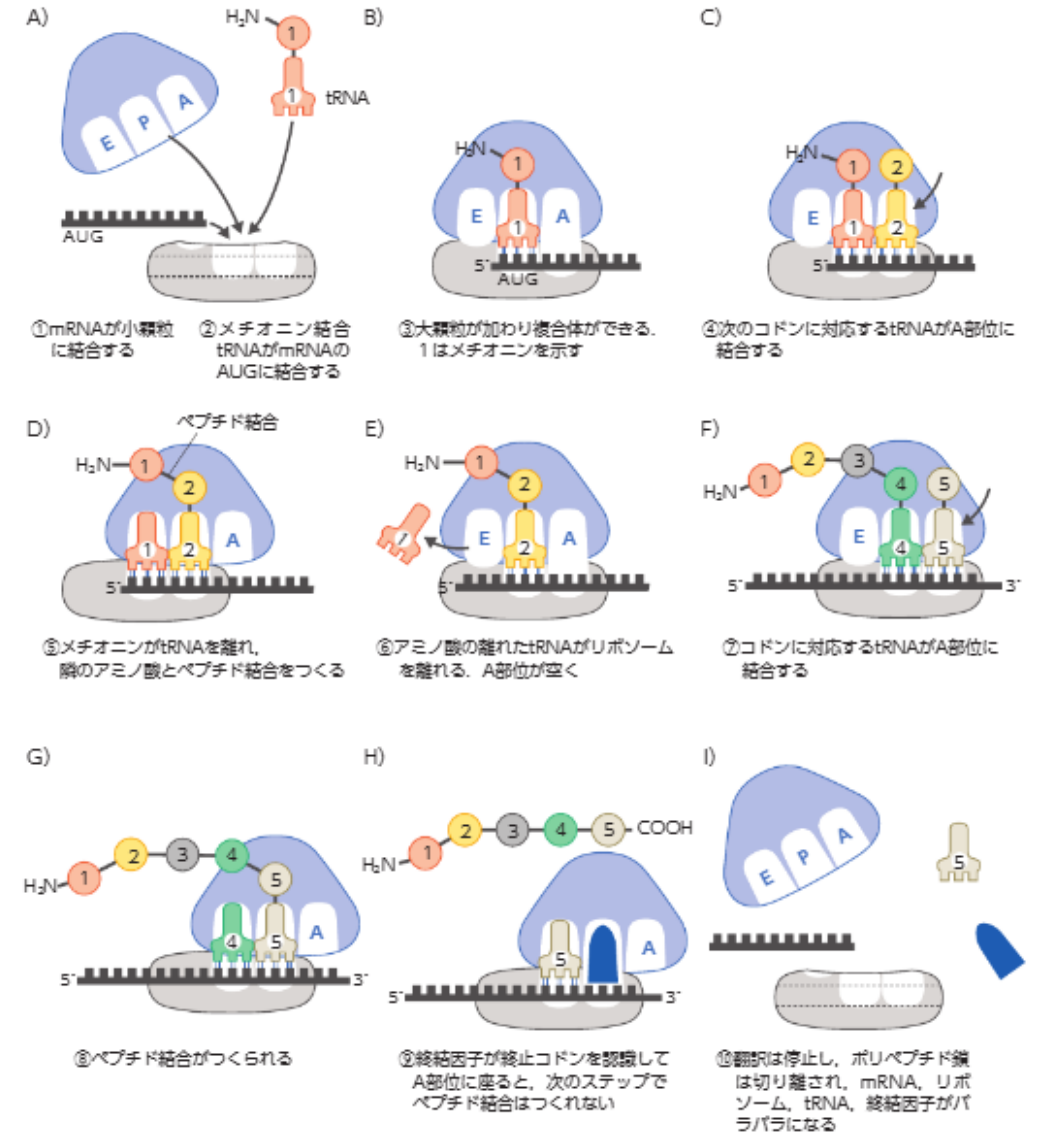 A)
H₂N
1
1
tRNA
E P A
AUG
①mRNAが小顆粒
に結合する
②メチオニン結合
tRNAがmRNAの
AUGに結合する
B)
H₂N
1
E
1
A
5´
AUG
③大顆粒が加わり複合体ができる.
1はメチオニンを示す
C)
H₂N
1
2
E
1
2
5´
④次のコドンに対応するtRNAがA部位に
結合する
D)
ペプチド結合
H₂N
1
2
1
2
A
5´
⑤メチオニンがtRNAを離れ,
隣のアミノ酸とペプチド結合をつくる
E)
H₂N
1
2
1
E
2
A
5´
⑥アミノ酸の離れたtRNAがリボソーム
を離れる. A部位が空く
F)
H₂N
1
2
3
4
5
E
4
5
5´
3´
⑦コドンに対応するtRNAがA部位に
結合する
G)
H₂N
1
2
3
4
5
4
5
A
5´
3´
⑧ペプチド結合がつくられる
H)
H₂N
1
2
3
4
5
COOH
5
A
5´
3´
⑨終結因子が終止コドンを認識して
A部位に座ると, 次のステップで
ペプチド結合はつくれない
I)
E P A
5
⑩翻訳は停止し, ポリペプチド鎖
は切り離され, mRNA, リボ
ソーム, tRNA, 終結因子がバ
ラバラになる